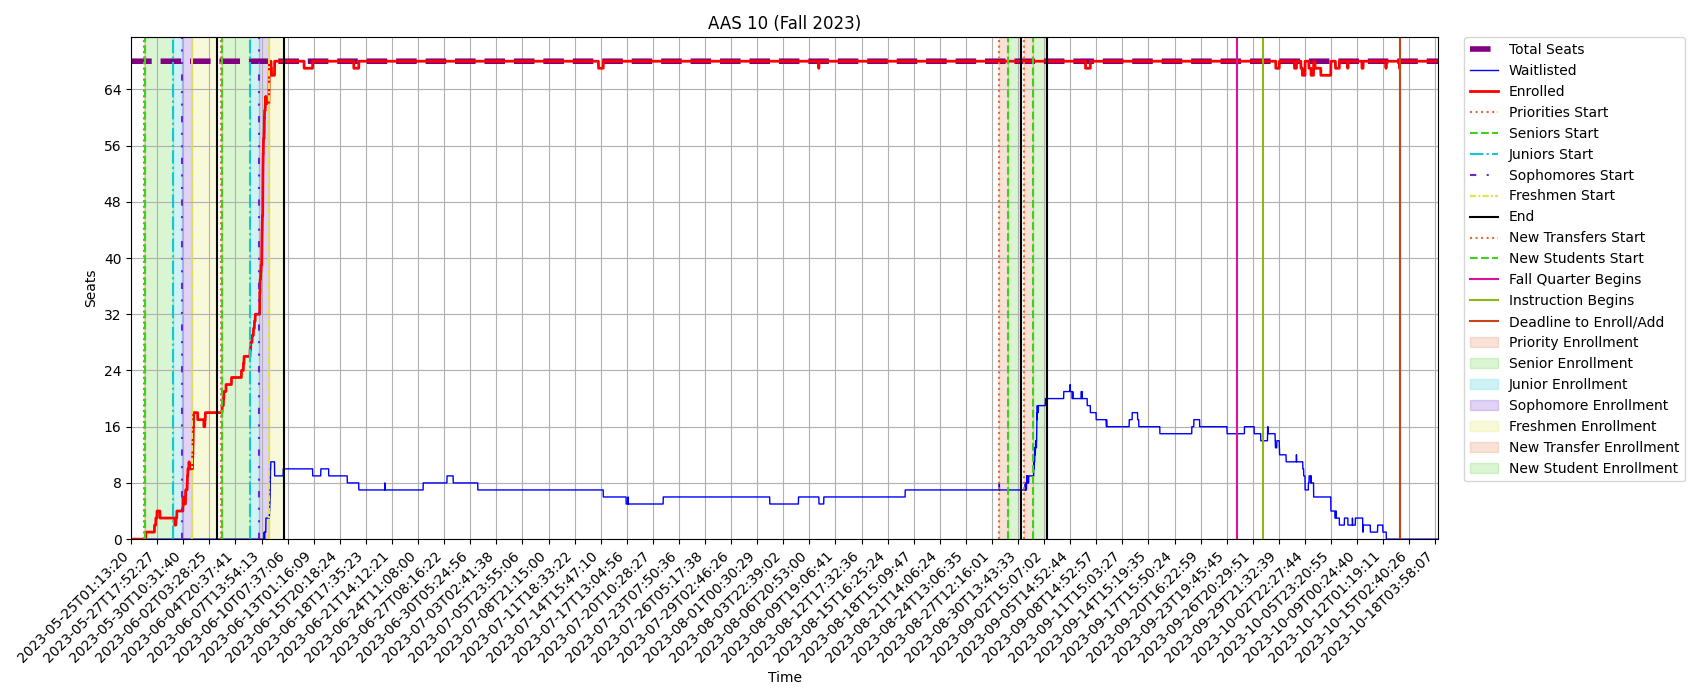 AAS 10 (Fall 2023)
Seats
64
56
48
40
32
24
16
8
0
2023-05-25T01:13:20
2023-05-27T17:52:27
2023-05-30T10:31:40
2023-06-02T03:28:25
2023-06-04T20:37:41
2023-06-07T13:54:13
2023-06-10T07:37:06
2023-06-13T01:16:09
2023-06-15T20:18:24
2023-06-18T17:35:23
2023-06-21T14:12:21
2023-06-24T11:08:00
2023-06-27T08:16:22
2023-06-30T05:24:56
2023-07-03T02:41:38
2023-07-05T23:55:06
2023-07-08T21:15:00
2023-07-11T18:33:22
2023-07-14T15:47:10
2023-07-17T13:04:56
2023-07-20T10:28:27
2023-07-23T07:50:36
2023-07-26T05:17:38
2023-07-29T02:46:26
2023-08-01T00:30:29
2023-08-03T22:39:02
2023-08-06T20:53:00
2023-08-09T19:06:41
2023-08-12T17:32:36
2023-08-15T16:25:24
2023-08-18T15:09:47
2023-08-21T14:06:24
2023-08-24T13:06:35
2023-08-27T12:16:01
2023-08-30T13:43:33
2023-09-02T15:07:02
2023-09-05T14:52:44
2023-09-08T14:52:57
2023-09-11T15:03:27
2023-09-14T15:19:35
2023-09-17T15:50:24
2023-09-20T16:22:59
2023-09-23T19:45:45
2023-09-26T20:29:51
2023-09-29T21:32:39
2023-10-02T22:27:44
2023-10-05T23:20:55
2023-10-09T00:24:40
2023-10-12T01:19:11
2023-10-15T02:40:26
2023-10-18T03:58:07
Time
Total Seats
Waitlisted
Enrolled
Priorities Start
Seniors Start
Juniors Start
Sophomores Start
Freshmen Start
End
New Transfers Start
New Students Start
Fall Quarter Begins
Instruction Begins
Deadline to Enroll/Add
Priority Enrollment
Senior Enrollment
Junior Enrollment
Sophomore Enrollment
Freshmen Enrollment
New Transfer Enrollment
New Student Enrollment